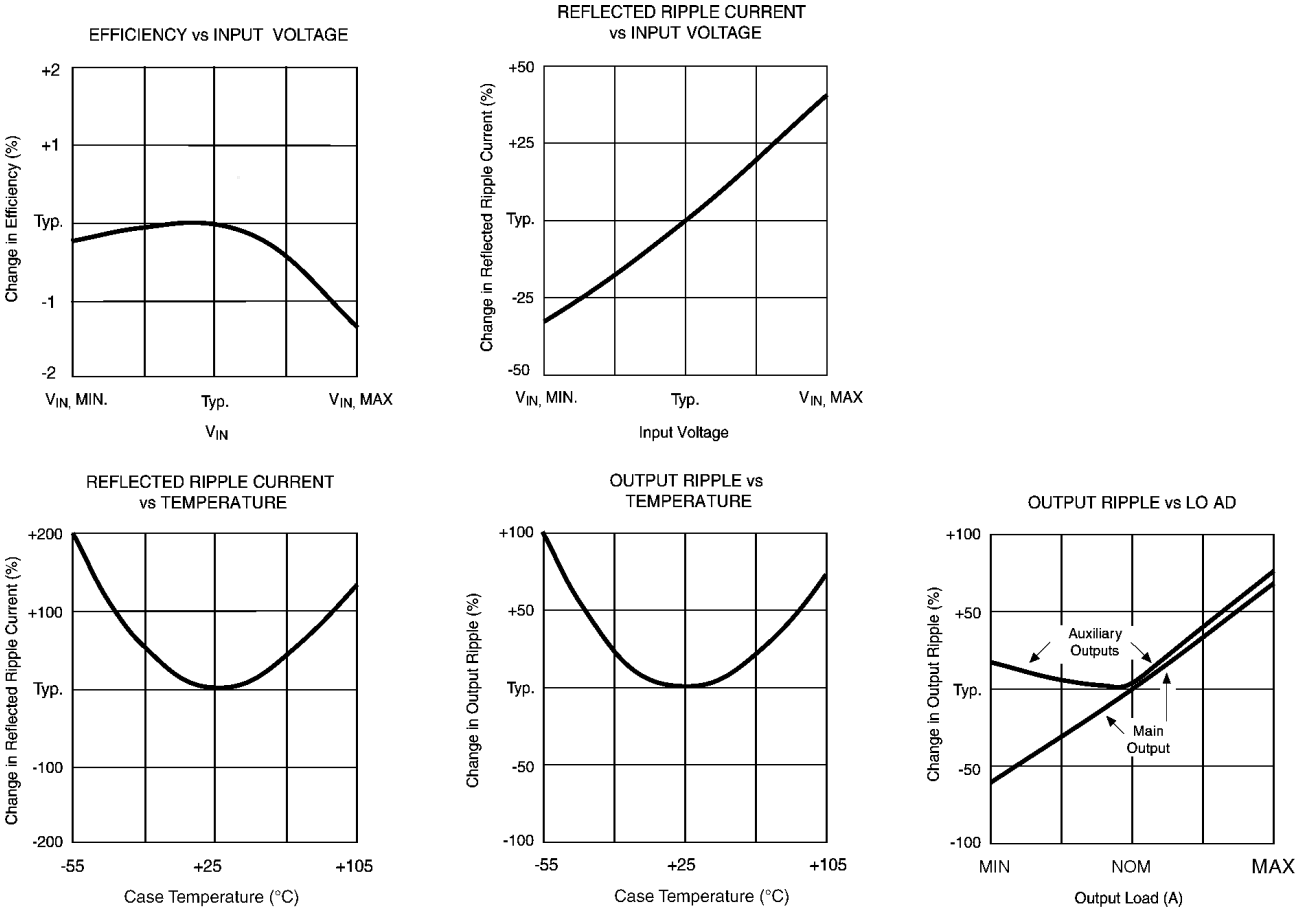 EFFICIENCY vs INPUT VOLTAGE
Change in Efficiency (%)
+2
+1
Typ.
-1
-2
VIN, MIN.
Typ.
VIN, MAX
VIN
REFLECTED RIPPLE CURRENT
vs INPUT VOLTAGE
Change in Reflected Ripple Current (%)
+50
+25
Typ.
-25
-50
VIN, MIN.
Typ.
VIN, MAX
Input Voltage
REFLECTED RIPPLE CURRENT
vs TEMPERATURE
Change in Reflected Ripple Current (%)
+200
+100
Typ.
-100
-200
-55
+25
+105
Case Temperature (°C)
OUTPUT RIPPLE vs
TEMPERATURE
Change in Output Ripple (%)
+100
+50
Typ.
-50
-100
-55
+25
+105
Case Temperature (°C)
OUTPUT RIPPLE vs LO AD
Change in Output Ripple (%)
+100
+50
Typ.
-50
-100
Auxiliary
Outputs
Main
Output
MIN
NOM
MAX
Output Load (A)